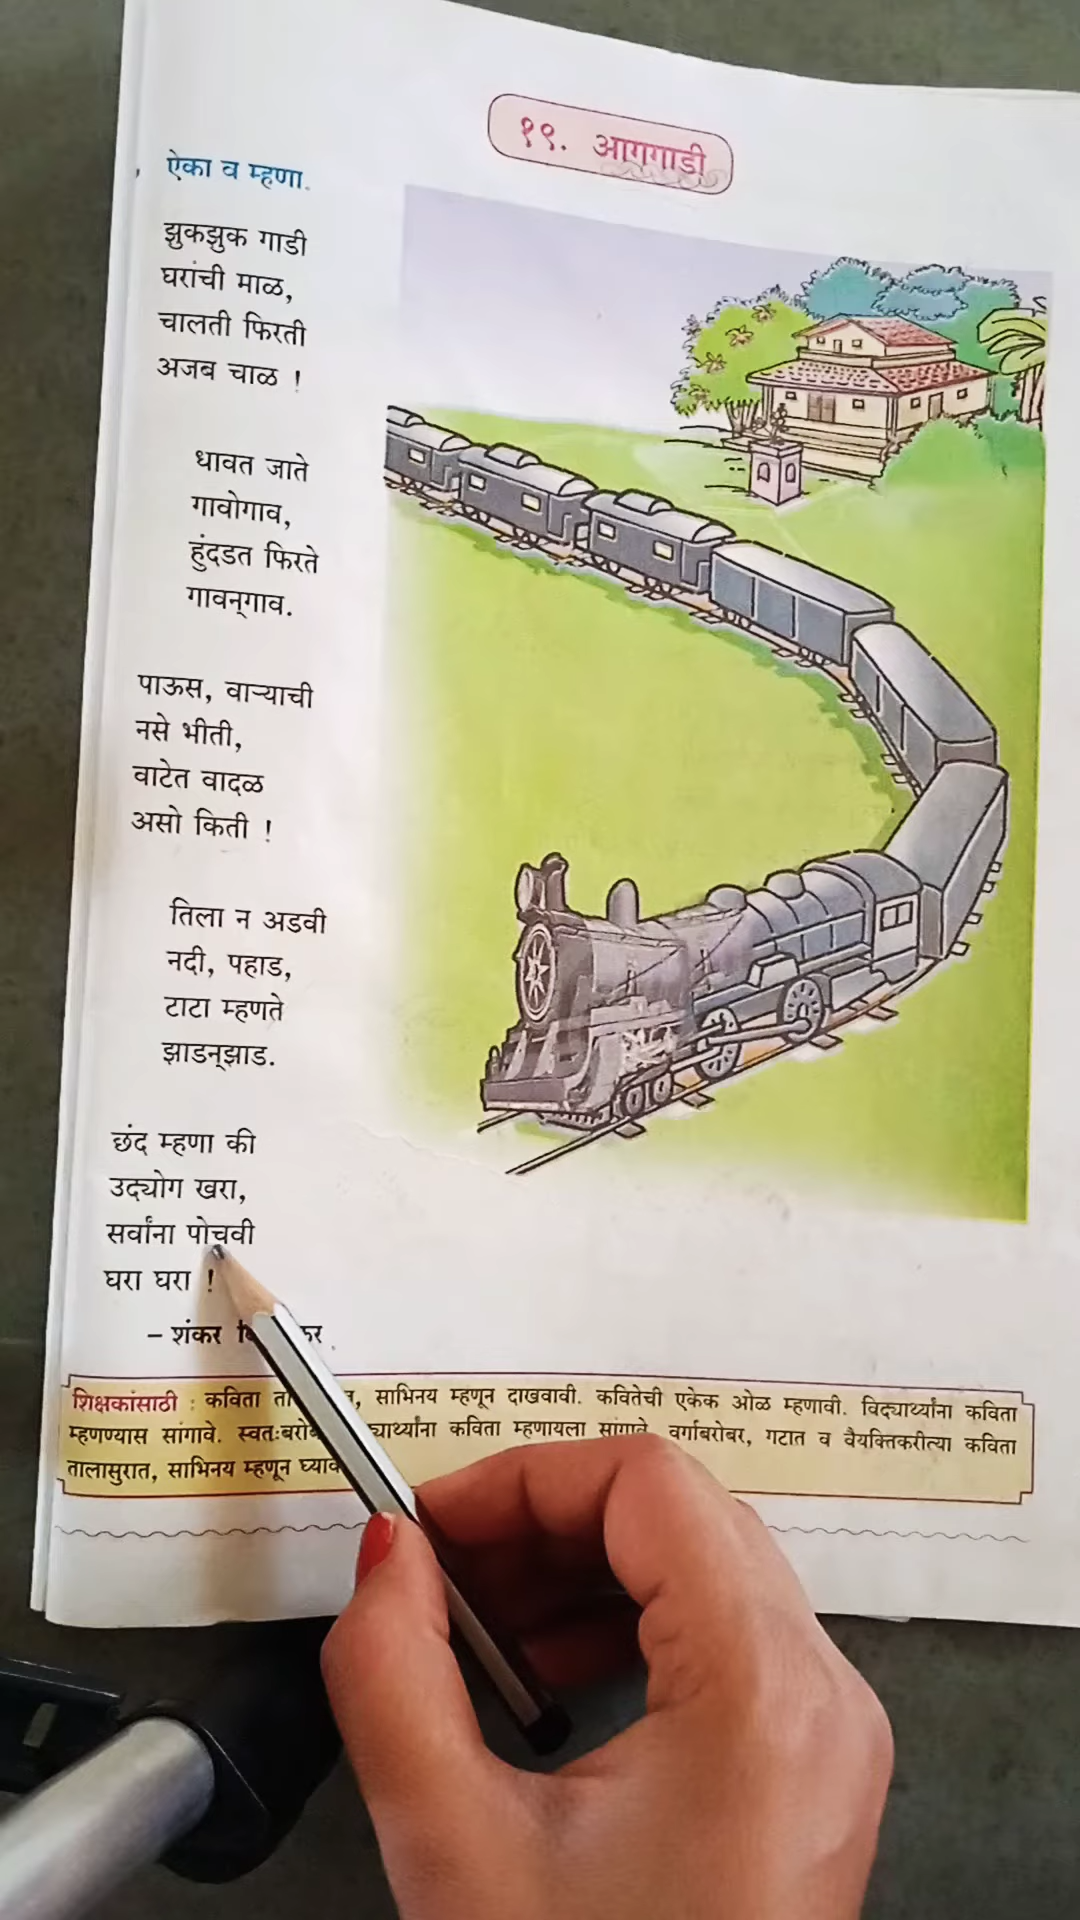 १९. आगगाडी
ऐका व म्हणा.
झुकझुक गाडी
घरांची माळ,
चालती फिरती
अजब चाळ !
धावत जाते
गावोगाव,
हुंदडत फिरते
गावन्‌गाव.
पाऊस, वाऱ्याची
नसे भीती,
वाटेत वादळ
असो किती !
तिला न अडवी
नदी, पहाड,
टाटा म्हणते
झाडन्‌झाड.
छंद म्हणा की
उद्योग खरा,
सर्वांना पोचवी
घरा घरा !
– शंकर
शिक्षकांसाठी : कविता साभिनय म्हणून दाखवावी. कवितेची एकेक ओळ म्हणावी. विद्यार्थ्यांना कविता
म्हणण्यास सांगावे. कविता म्हणायला सांगावे. वर्गाबरोबर, गटात व वैयक्तिकरीत्या कविता
तालासुरात, साभिनय म्हणून